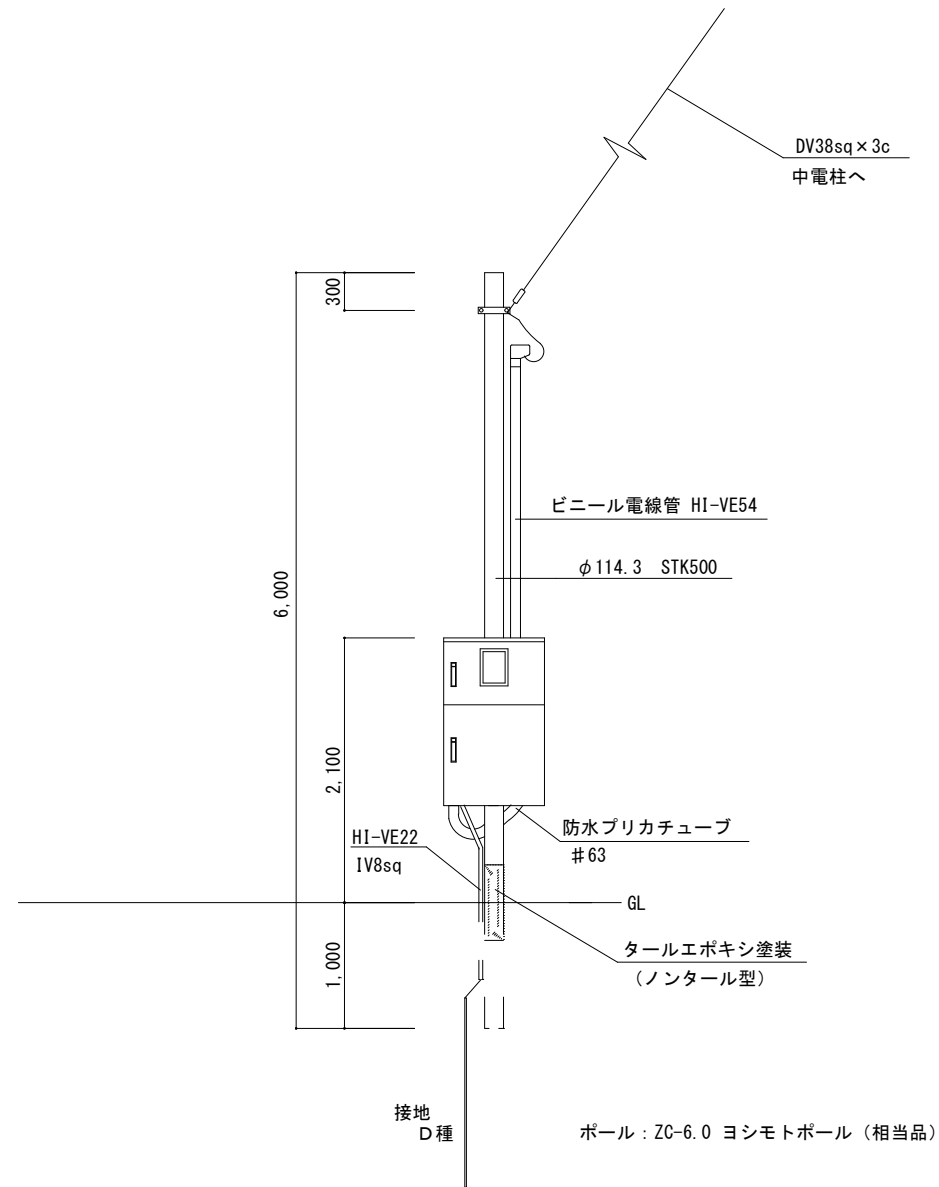 DV38sq×3c
中電柱へ
300
ビニール電線管 HI-VE54
φ114.3 STK500
6,000
2,100
防水プリカチューブ
♯63
HI-VE22
IV8sq
GL
タールエポキシ塗装
（ノンタール型）
1,000
接地
D種
ポール：ZC-6.0 ヨシモトポール（相当品）